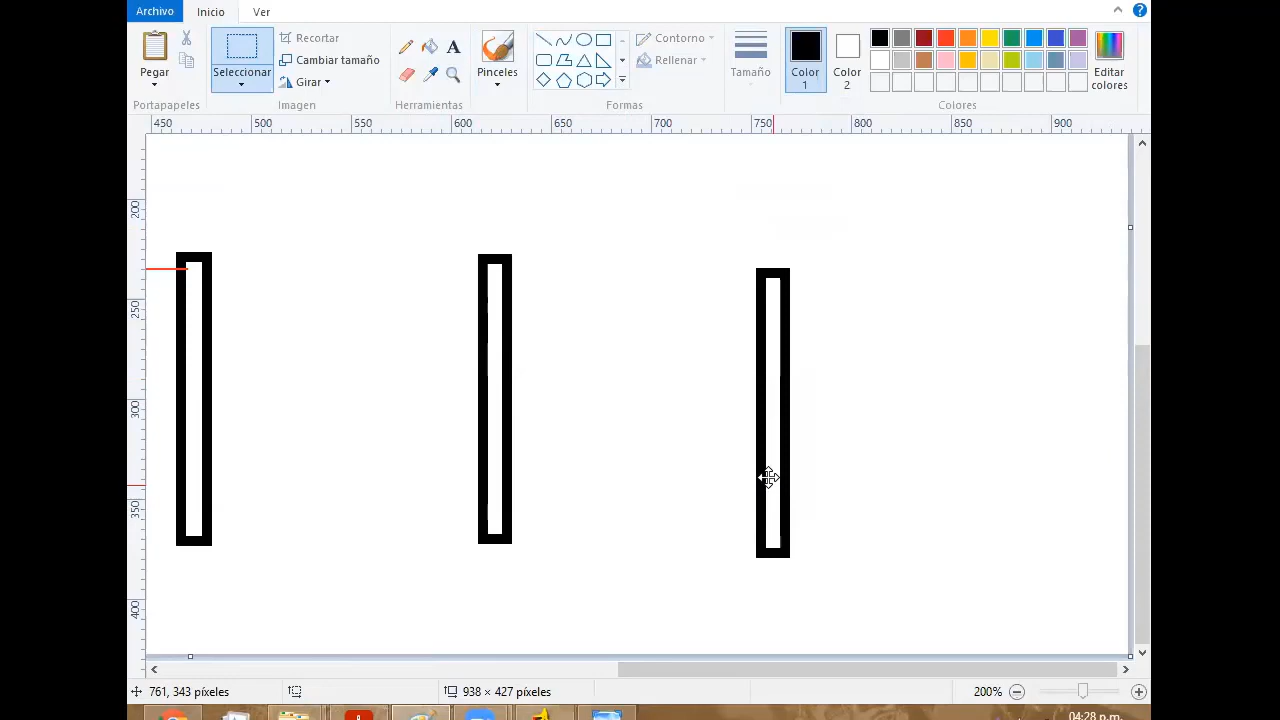 Archivo Inicio Ver
Pegar
Seleccionar
Recortar
Cambiar tamaño
Girar
Pinceles
Contorno
Rellenar
Tamaño
Color
1
Color
2
Editar
colores
Portapapeles Imagen Herramientas Formas Colores
450 500 550 600 650 700 750 800 850 900
200
250
300
350
400
761, 343 píxeles 938 × 427 píxeles 200%
04:28 p.m.